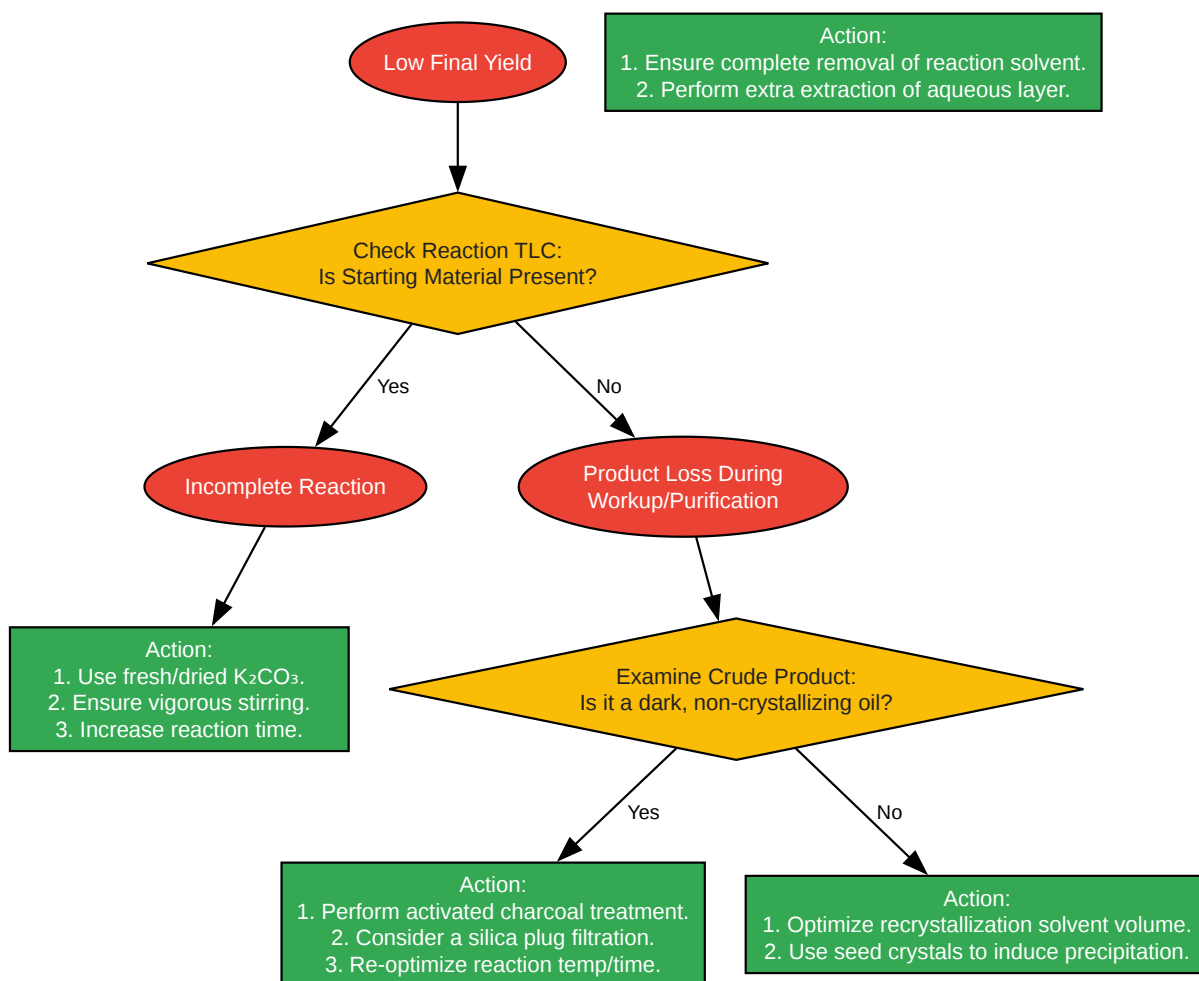 Low Final Yield
Action:
1. Ensure complete removal of reaction solvent.
2. Perform extra extraction of aqueous layer.
Check Reaction TLC:
Is Starting Material Present?
Yes
No
Incomplete Reaction
Product Loss During
Workup/Purification
Action:
1. Use fresh/dried K₂CO₃.
2. Ensure vigorous stirring.
3. Increase reaction time.
Examine Crude Product:
Is it a dark, non-crystallizing oil?
Yes
No
Action:
1. Perform activated charcoal treatment.
2. Consider a silica plug filtration.
3. Re-optimize reaction temp/time.
Action:
1. Optimize recrystallization solvent volume.
2. Use seed crystals to induce precipitation.